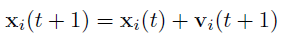 xᵢ(t + 1) = xᵢ(t) + vᵢ(t + 1)